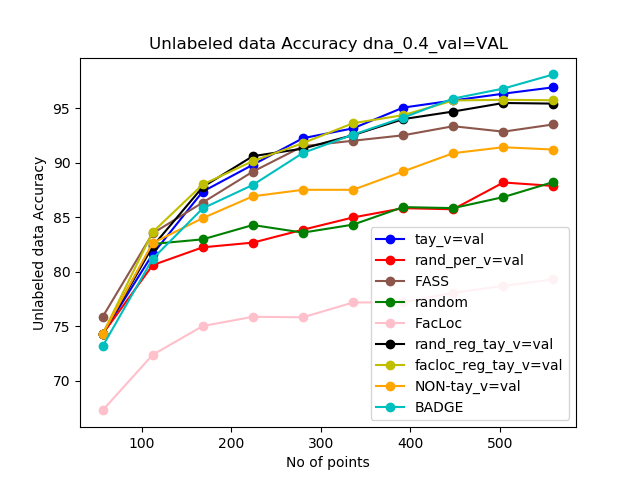 Unlabeled data Accuracy dna_0.4_val=VAL
Unlabeled data Accuracy
95
90
85
80
75
70
100 200 300 400 500
No of points
tay_v=val
rand_per_v=val
FASS
random
FacLoc
rand_reg_tay_v=val
facloc_reg_tay_v=val
NON-tay_v=val
BADGE